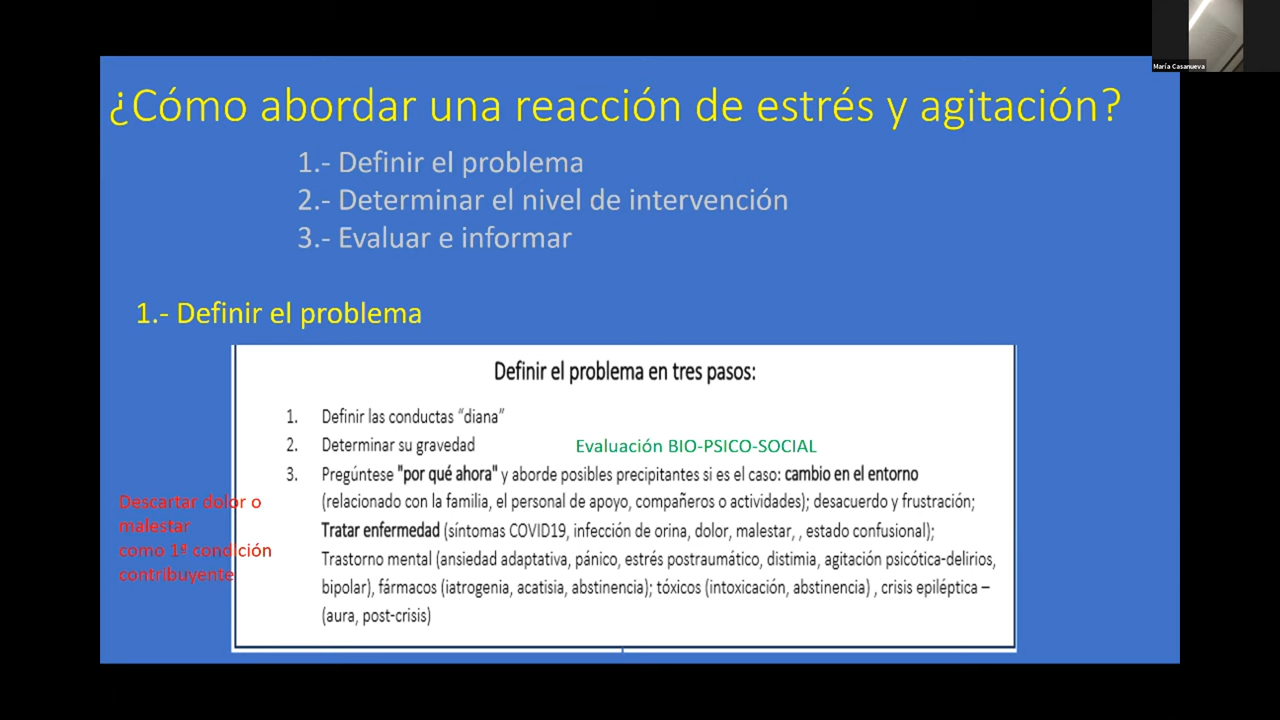 María Casanueva
¿Cómo abordar una reacción de estrés y agitación?
1.- Definir el problema
2.- Determinar el nivel de intervención
3.- Evaluar e informar
1.- Definir el problema
Definir el problema en tres pasos:
1. Definir las conductas “diana”
2. Determinar su gravedad
Evaluación BIO-PSICO-SOCIAL
3. Pregúntese "por qué ahora" y aborde posibles precipitantes si es el caso: cambio en el entorno
(relacionado con la familia, el personal de apoyo, compañeros o actividades); desacuerdo y frustración;
Tratar enfermedad (síntomas COVID19, infección de orina, dolor, malestar, , estado confusional);
Trastorno mental (ansiedad adaptativa, pánico, estrés postraumático, distimia, agitación psicótica-delirios,
bipolar), fármacos (iatrogenia, acatisia, abstinencia); tóxicos (intoxicación, abstinencia) , crisis epiléptica –
(aura, post-crisis)
Descartar dolor o
malestar
como 1ª condición
contribuyente